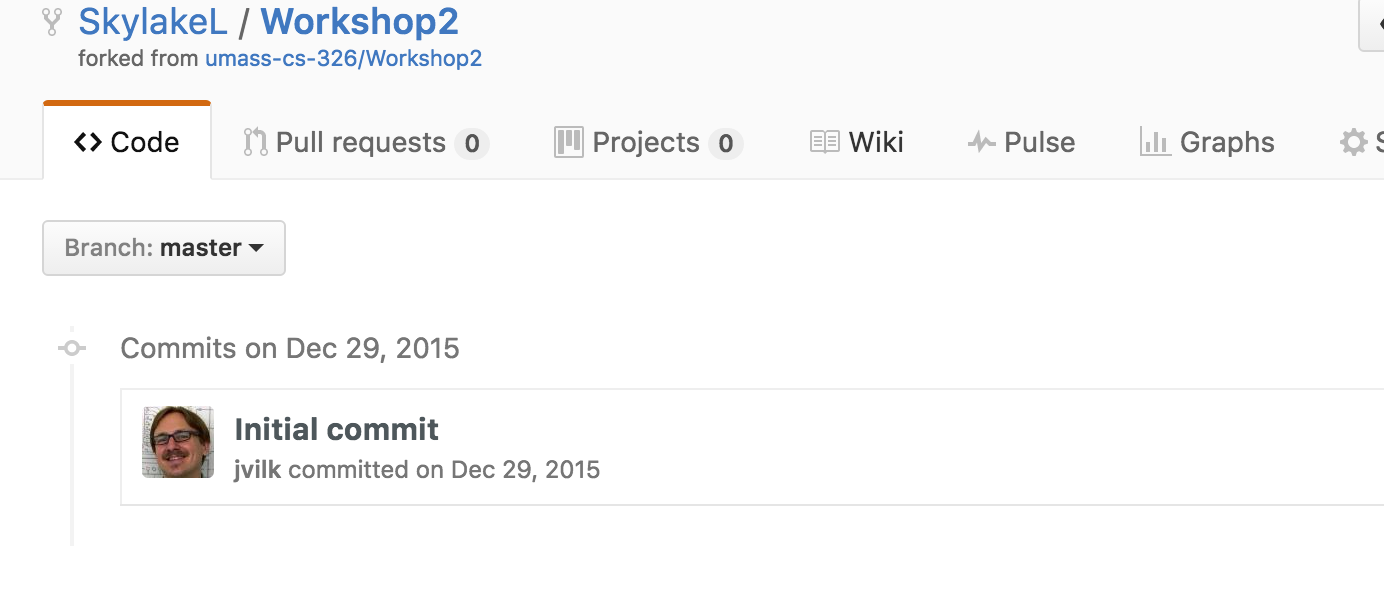 SkylakeL / Workshop2
forked from umass-cs-326/Workshop2
Code Pull requests 0 Projects 0 Wiki Pulse Graphs
Branch: master
Commits on Dec 29, 2015
Initial commit
jvilk committed on Dec 29, 2015